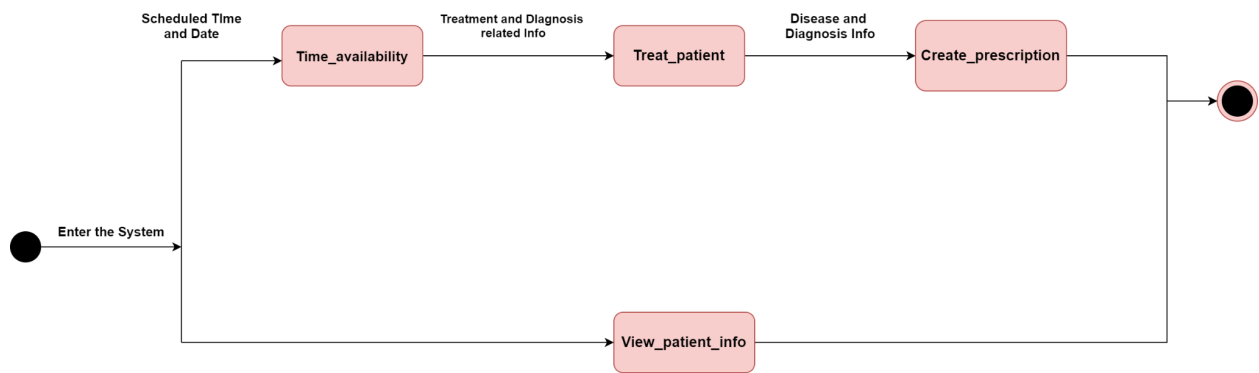 Scheduled TIme
and Date
Time_availability
Treatment and DIagnosis
related Info
Treat_patient
Disease and
Diagnosis Info
Create_prescription
Enter the System
View_patient_info